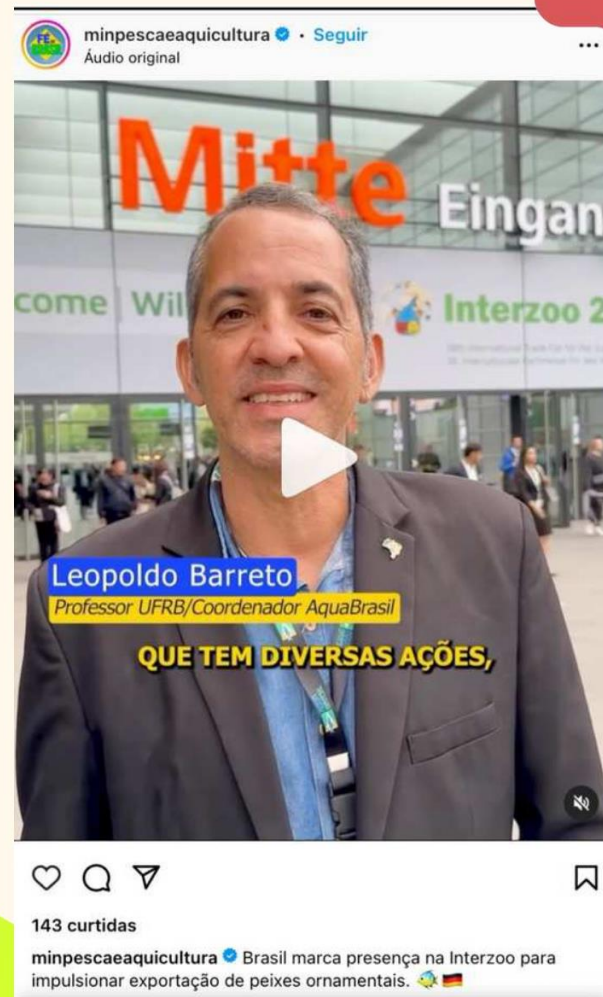 minpescaeaquicultura • Seguir
Áudio original
Mitte Eingan
come Wil
Interzoo 2
Leopoldo Barreto
Professor UFRB/Coordenador AquaBrasil
QUE TEM DIVERSAS AÇÕES,
143 curtidas
minpescaeaquicultura Brasil marca presença na Interzoo para
impulsionar exportação de peixes ornamentais.